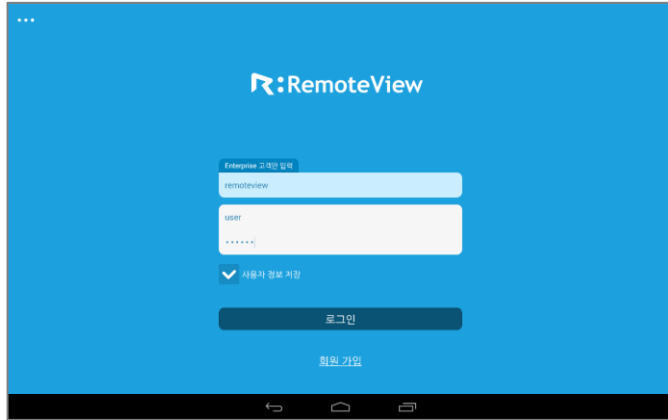 R:RemoteView
Enterprise 고객만 입력
remoteview
user
••••••
사용자 정보 저장
로그인
회원 가입